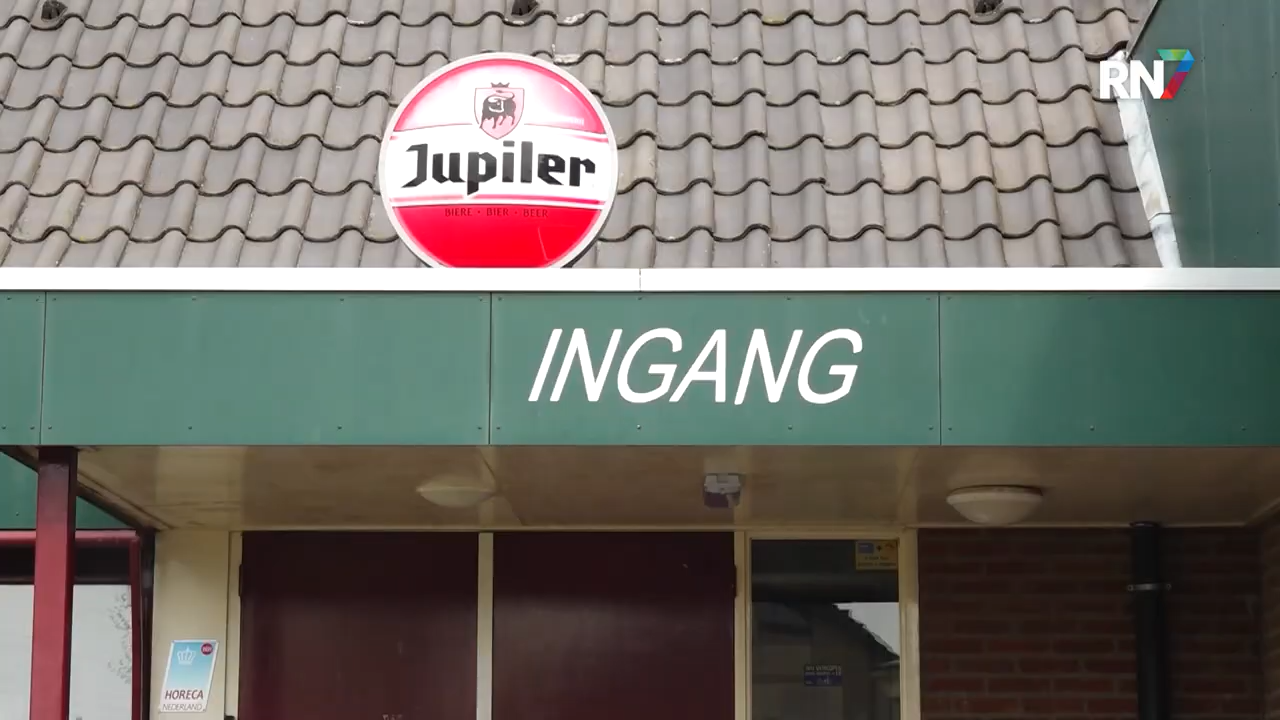 RN7
Jupiler
BIERE · BIER · BEER
INGANG
HORECA
NEDERLAND